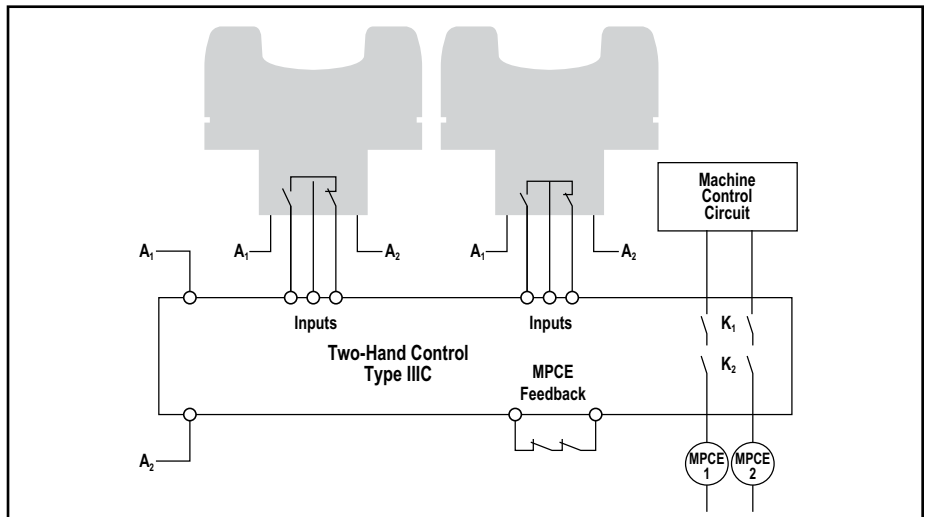 Machine
Control
Circuit
A₁
A₁
A₂
A₁
A₂
Inputs
Inputs
K₁
Two-Hand Control
Type IIIC
K₂
MPCE
Feedback
A₂
MPCE
1
MPCE
2